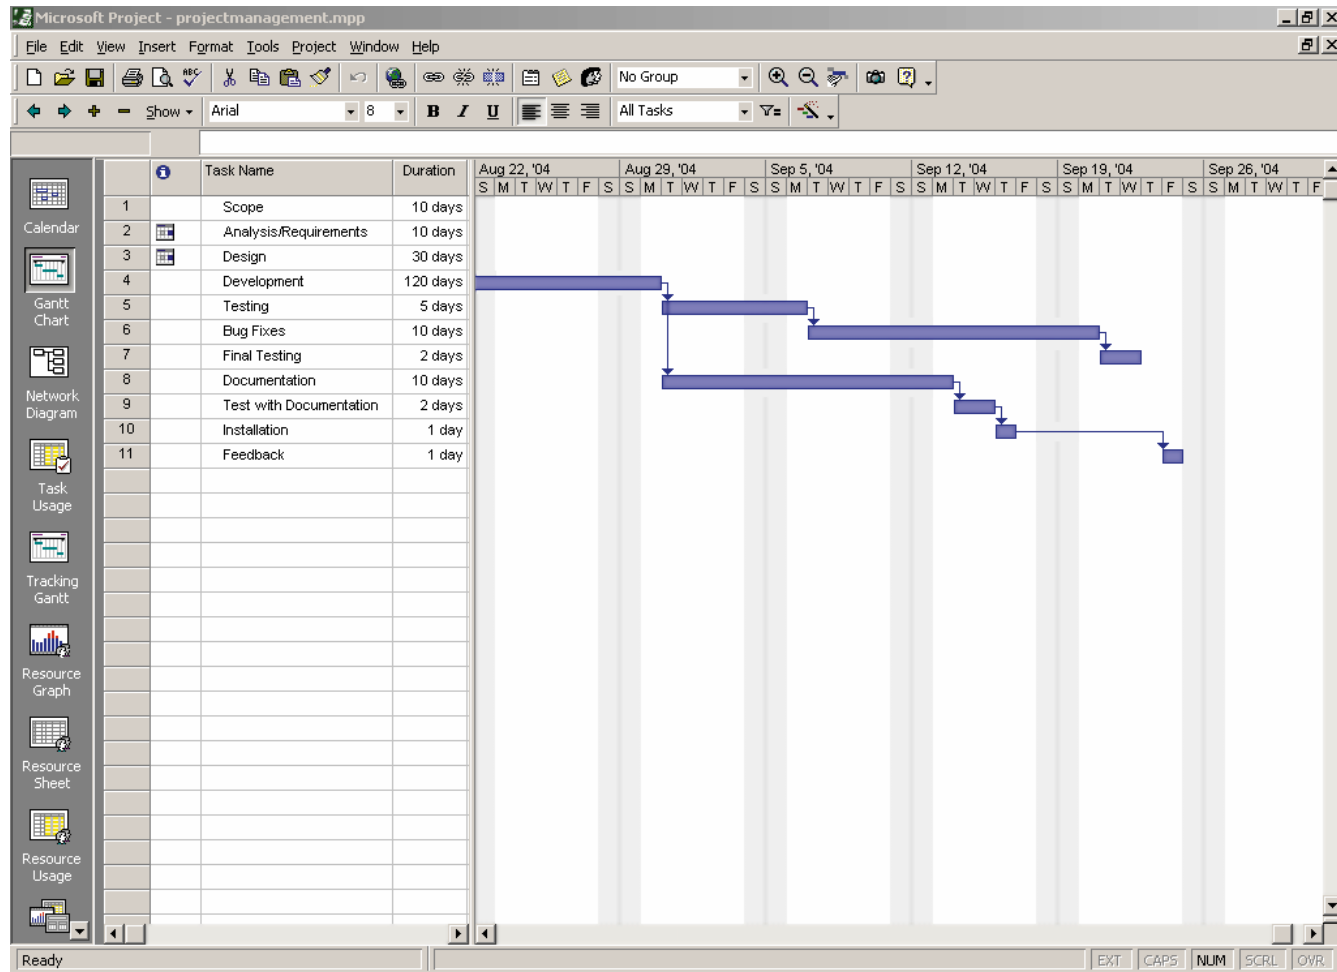 Microsoft Project - projectmanagement.mpp
File Edit View Insert Format Tools Project Window Help
ABC No Group
Show Arial 8 B I U All Tasks
Task Name Duration Aug 22, '04 Aug 29, '04 Sep 5, '04 Sep 12, '04 Sep 19, '04 Sep 26, '04
S M T W T F S S M T W T F S S M T W T F S S M T W T F S S M T W T F S S M T W T F
1 Scope 10 days
2 Analysis/Requirements 10 days
3 Design 30 days
4 Development 120 days
5 Testing 5 days
6 Bug Fixes 10 days
7 Final Testing 2 days
8 Documentation 10 days
9 Test with Documentation 2 days
10 Installation 1 day
11 Feedback 1 day
Calendar
Gantt
Chart
Network
Diagram
Task
Usage
Tracking
Gantt
Resource
Graph
Resource
Sheet
Resource
Usage
Ready EXT CAPS NUM SCRL OVR